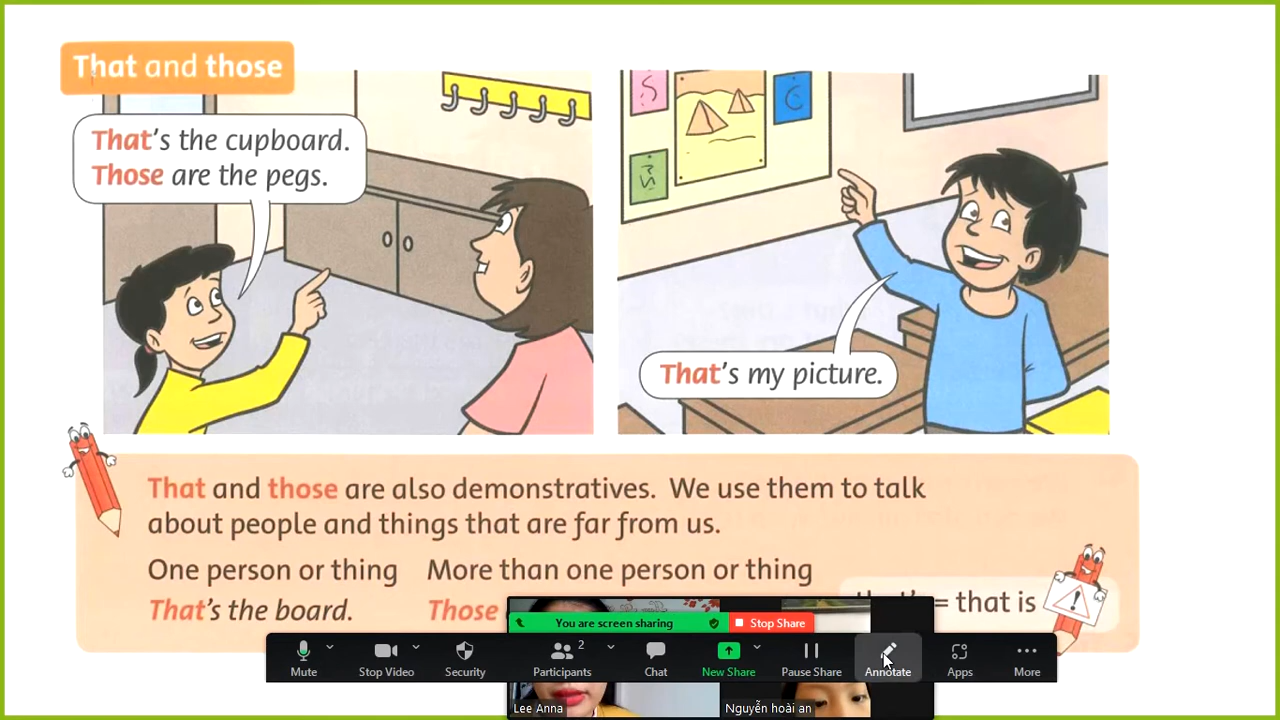 That and those
That's the cupboard.
Those are the pegs.
That's my picture.
That and those are also demonstratives. We use them to talk
about people and things that are far from us.
One person or thing
More than one person or thing
That's the board.
Those
= that is
You are screen sharing
Stop Share
Mute
Stop Video
Security
2
Participants
Chat
New Share
Pause Share
Annotate
Apps
More
Lee Anna
Nguyễn hoài an